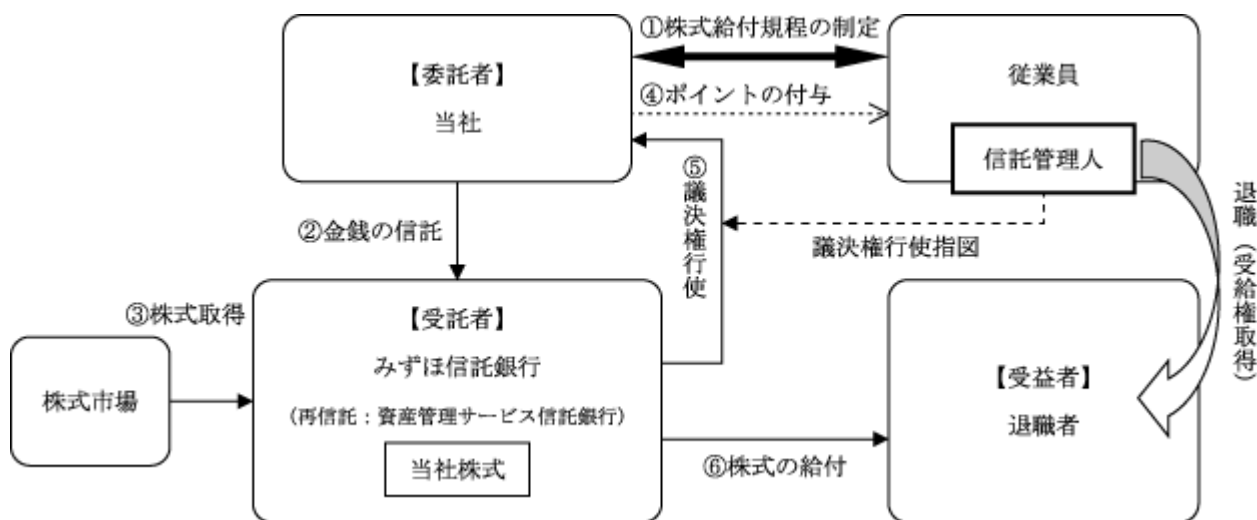 ①株式給付規程の制定
【委託者】
当社
従業員
④ポイントの付与
信託管理人
②金銭の信託
⑤議決権行使
議決権行使指図
退職（受給権取得）
③株式取得
株式市場
【受託者】
みずほ信託銀行
（再信託：資産管理サービス信託銀行）
当社株式
⑥株式の給付
【受益者】
退職者